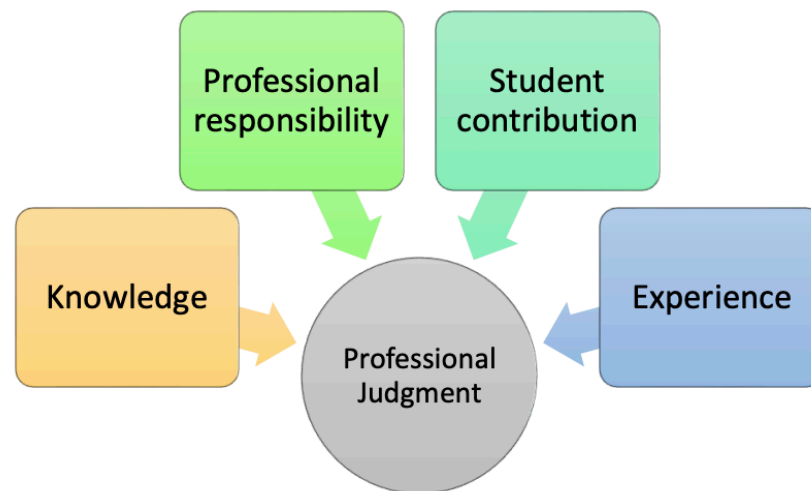 Professional
responsibility
Student
contribution
Knowledge
Experience
Professional
Judgment